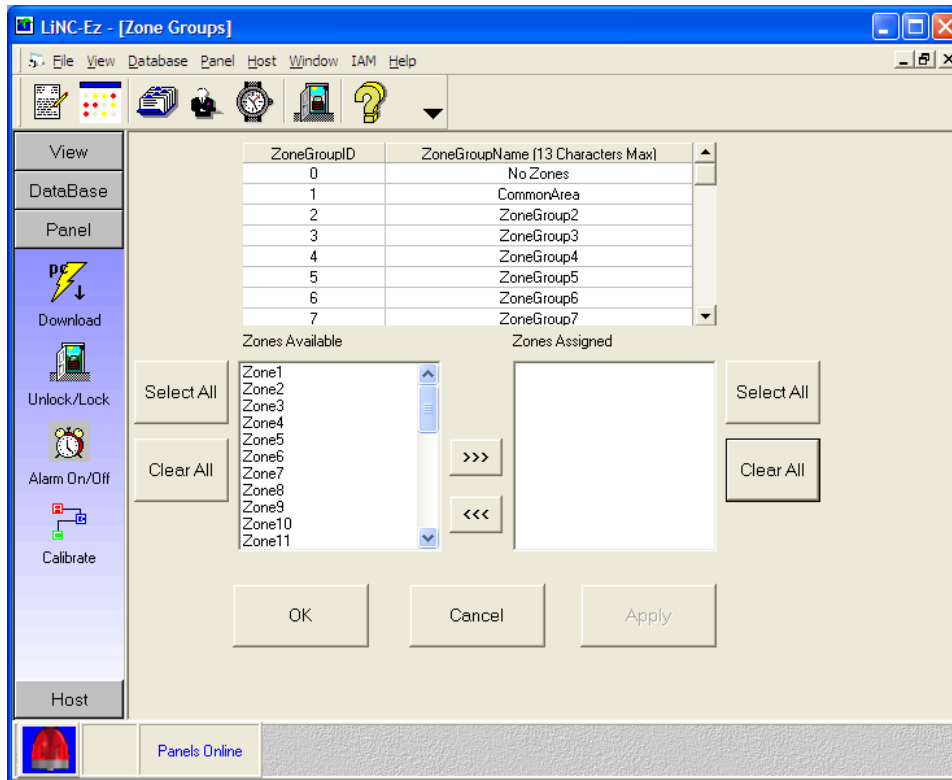 LiNC-Ez - [Zone Groups]
File View Database Panel Host Window IAM Help
View
DataBase
Panel
pc
Download
Unlock/Lock
Alarm On/Off
Calibrate
Host
ZoneGroupID ZoneGroupName (13 Characters Max)
0 No Zones
1 CommonArea
2 ZoneGroup2
3 ZoneGroup3
4 ZoneGroup4
5 ZoneGroup5
6 ZoneGroup6
7 ZoneGroup7
Zones Available
Zones Assigned
Select All
Clear All
Zone1
Zone2
Zone3
Zone4
Zone5
Zone6
Zone7
Zone8
Zone9
Zone10
Zone11
>>>
<<<
Select All
Clear All
OK
Cancel
Apply
Panels Online